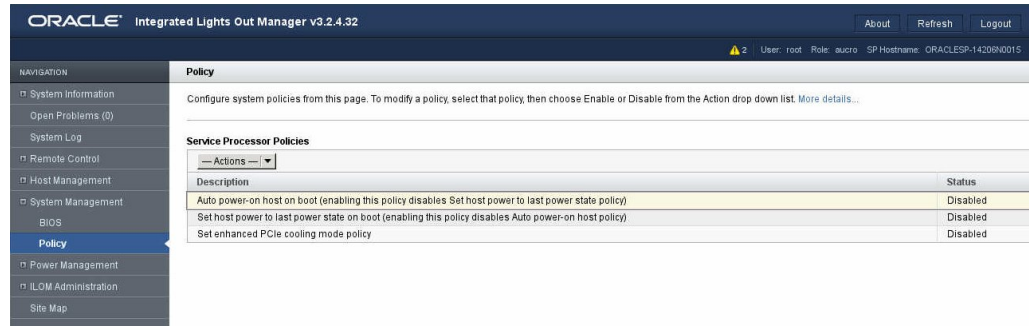 ORACLE® Integrated Lights Out Manager v3.2.4.32
About Refresh Logout
2 User: root Role: aucro SP Hostname: ORACLESP-14206N0015
NAVIGATION
System Information
Open Problems (0)
System Log
Remote Control
Host Management
System Management
BIOS
Policy
Power Management
ILOM Administration
Site Map
Policy
Configure system policies from this page. To modify a policy, select that policy, then choose Enable or Disable from the Action drop down list. More details...
Service Processor Policies
— Actions —
Description Status
Auto power-on host on boot (enabling this policy disables Set host power to last power state policy) Disabled
Set host power to last power state on boot (enabling this policy disables Auto power-on host policy) Disabled
Set enhanced PCIe cooling mode policy Disabled